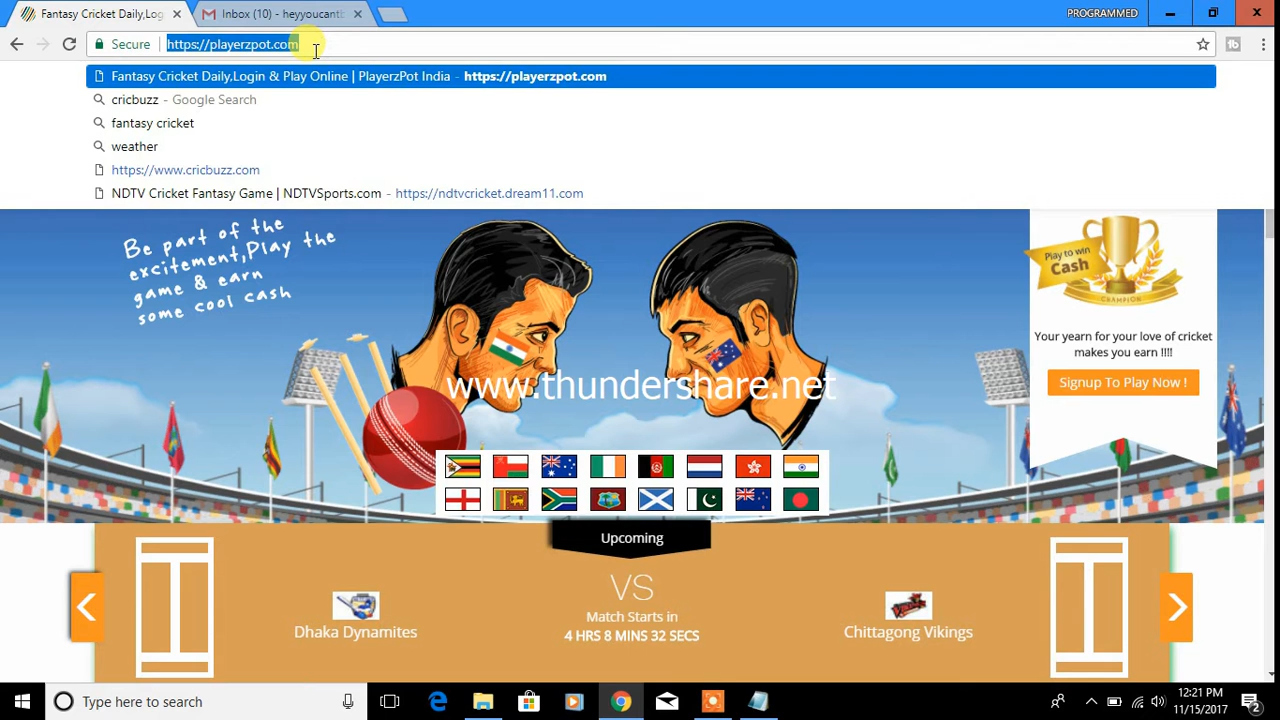 Fantasy Cricket Daily,Log
Inbox (10) - heyyoucantb
PROGRAMMED
Secure
https://playerzpot.com
Fantasy Cricket Daily,Login & Play Online | PlayerzPot India - https://playerzpot.com
cricbuzz - Google Search
fantasy cricket
weather
https://www.cricbuzz.com
NDTV Cricket Fantasy Game | NDTVSports.com - https://ndtvcricket.dream11.com
Be part of the
excitement,Play the
game & earn
some cool cash
Play to win
Cash
CHAMPION
Your yearn for your love of cricket
makes you earn !!!!
Signup To Play Now !
www.thundershare.net
Upcoming
VS
Match Starts in
4 HRS 8 MINS 32 SECS
Dhaka Dynamites
Chittagong Vikings
Type here to search
12:21 PM
11/15/2017
2